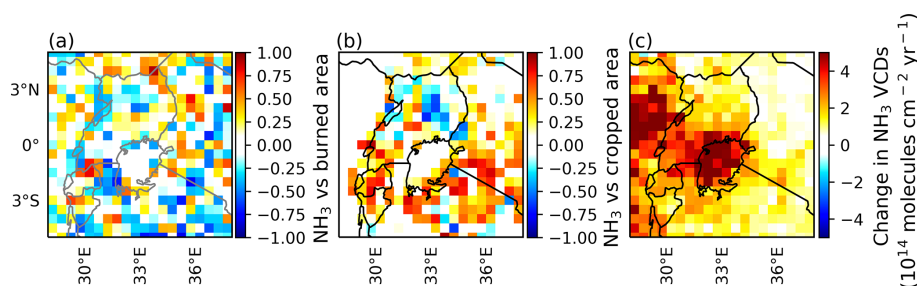 (a)
(b)
(c)
3°N
0°
3°S
30°E
33°E
36°E
1.00
0.75
0.50
0.25
0.00
−0.25
−0.50
−0.75
−1.00
NH₃ vs burned area
30°E
33°E
36°E
1.00
0.75
0.50
0.25
0.00
−0.25
−0.50
−0.75
−1.00
NH₃ vs cropped area
30°E
33°E
36°E
4
2
0
−2
−4
Change in NH₃ VCDs
(10¹⁴ molecules cm⁻² yr⁻¹)